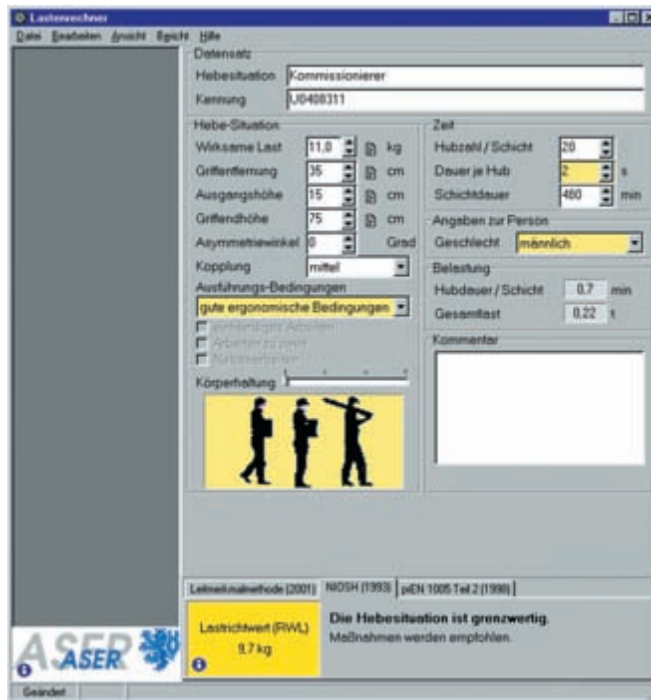 Lastenrechner
Datei Bearbeiten Ansicht Bericht Hilfe
Datensatz
Hebesituation Kommissionierer
Kennung U0408311
Hebe-Situation
Wirksame Last 11,0 kg
Griffentfernung 35 cm
Ausgangshöhe 15 cm
Griffendhöhe 75 cm
Asymmetriewinkel 0 Grad
Kopplung mittel
Ausführungs-Bedingungen
gute ergonomische Bedingungen
einhändiges Arbeiten
Arbeiten zu zweit
Nebenarbeiten
Körperhaltung
Zeit
Hubzahl / Schicht 20
Dauer je Hub 2 s
Schichtdauer 480 min
Angaben zur Person
Geschlecht männlich
Belastung
Hubdauer / Schicht 0,7 min
Gesamtlast 0,22 t
Kommentar
Leitmerkmalmethode (2001) NIOSH (1993) prEN 1005 Teil 2 (1998)
Lastrichtwert (RWL)
9,7 kg
Die Hebesituation ist grenzwertig.
Maßnahmen werden empfohlen.
ASER
ASER
Geändert